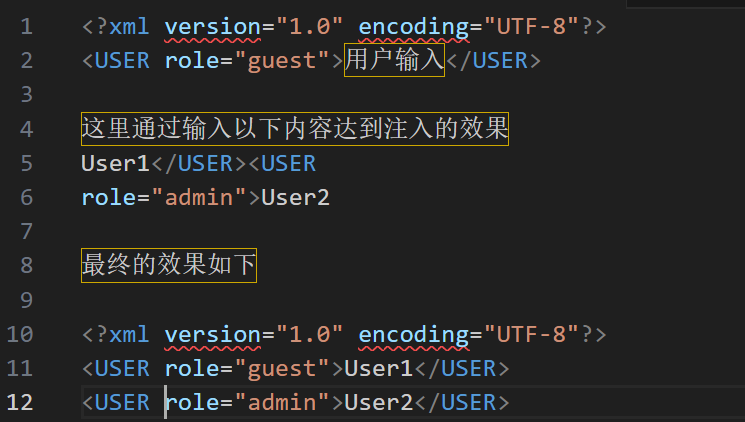 1 <?xml version="1.0" encoding="UTF-8"?>
2 <USER role="guest">用户输入</USER>
3
4 这里通过输入以下内容达到注入的效果
5 User1</USER><USER
6 role="admin">User2
7
8 最终的效果如下
9
10 <?xml version="1.0" encoding="UTF-8"?>
11 <USER role="guest">User1</USER>
12 <USER role="admin">User2</USER>